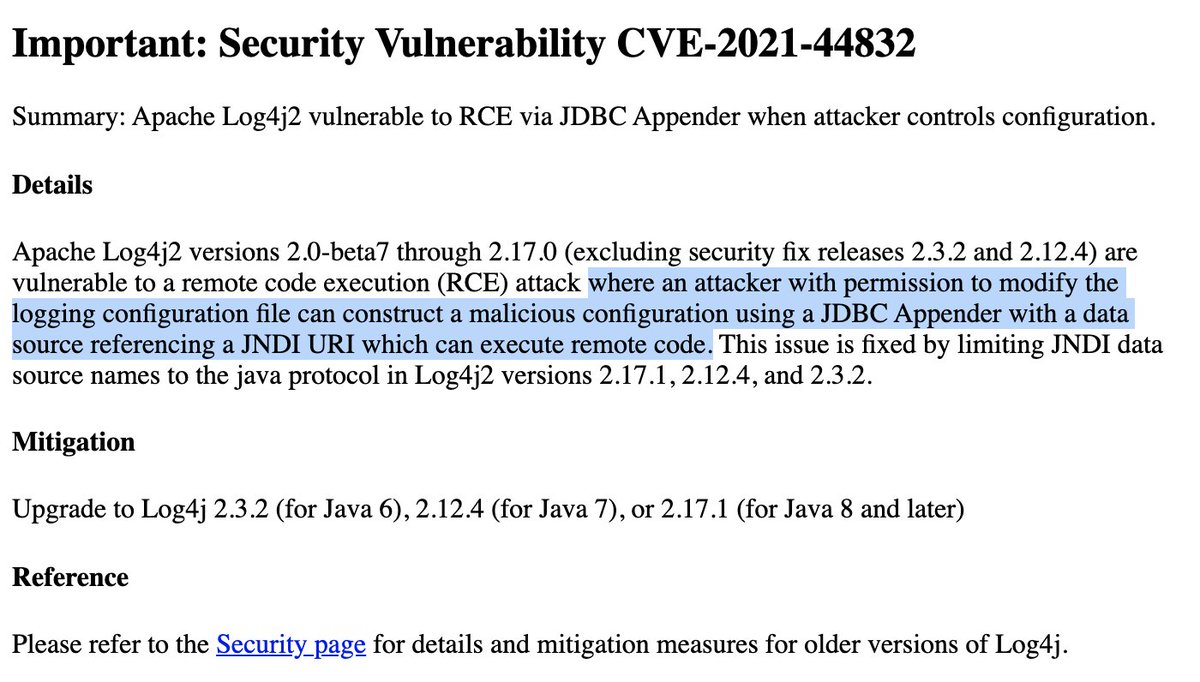 Important: Security Vulnerability CVE-2021-44832
Summary: Apache Log4j2 vulnerable to RCE via JDBC Appender when attacker controls configuration.
Details
Apache Log4j2 versions 2.0-beta7 through 2.17.0 (excluding security fix releases 2.3.2 and 2.12.4) are
vulnerable to a remote code execution (RCE) attack where an attacker with permission to modify the
logging configuration file can construct a malicious configuration using a JDBC Appender with a data
source referencing a JNDI URI which can execute remote code. This issue is fixed by limiting JNDI data
source names to the java protocol in Log4j2 versions 2.17.1, 2.12.4, and 2.3.2.
Mitigation
Upgrade to Log4j 2.3.2 (for Java 6), 2.12.4 (for Java 7), or 2.17.1 (for Java 8 and later)
Reference
Please refer to the Security page for details and mitigation measures for older versions of Log4j.